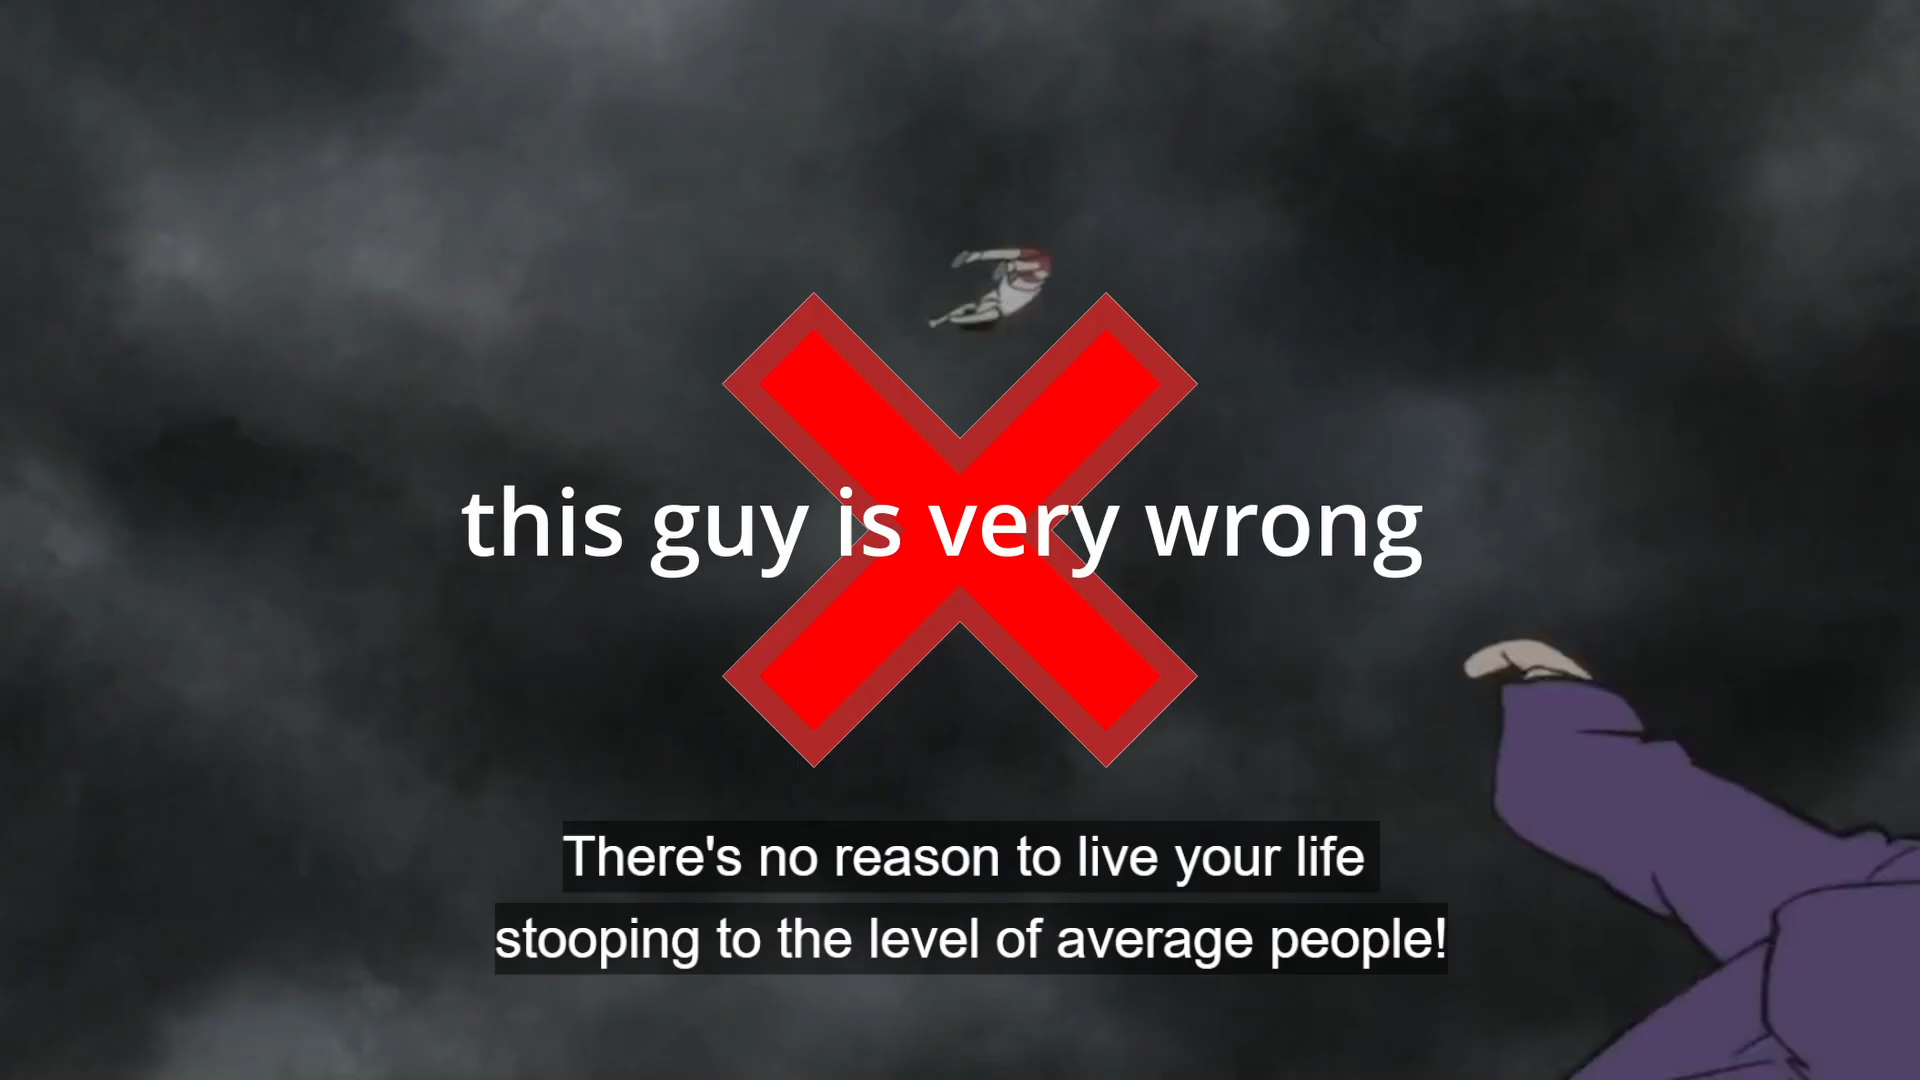 this guy is very wrong
There's no reason to live your life
stooping to the level of average people!